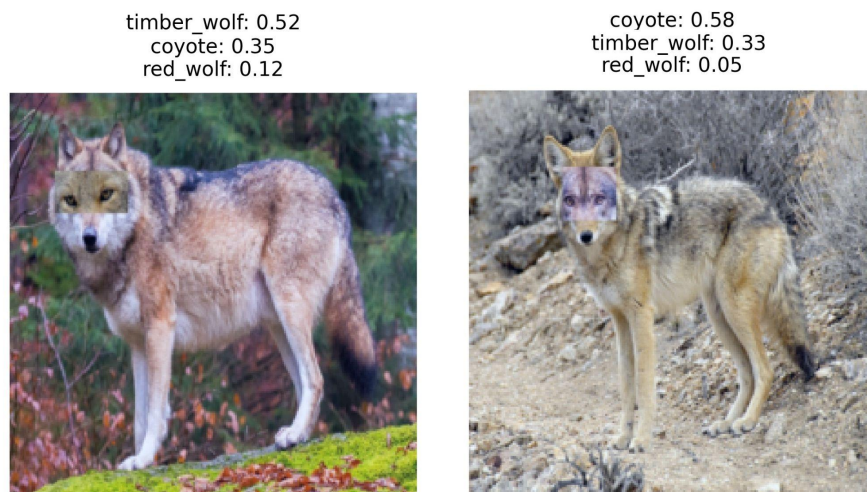 timber_wolf: 0.52
coyote: 0.35
red_wolf: 0.12
coyote: 0.58
timber_wolf: 0.33
red_wolf: 0.05